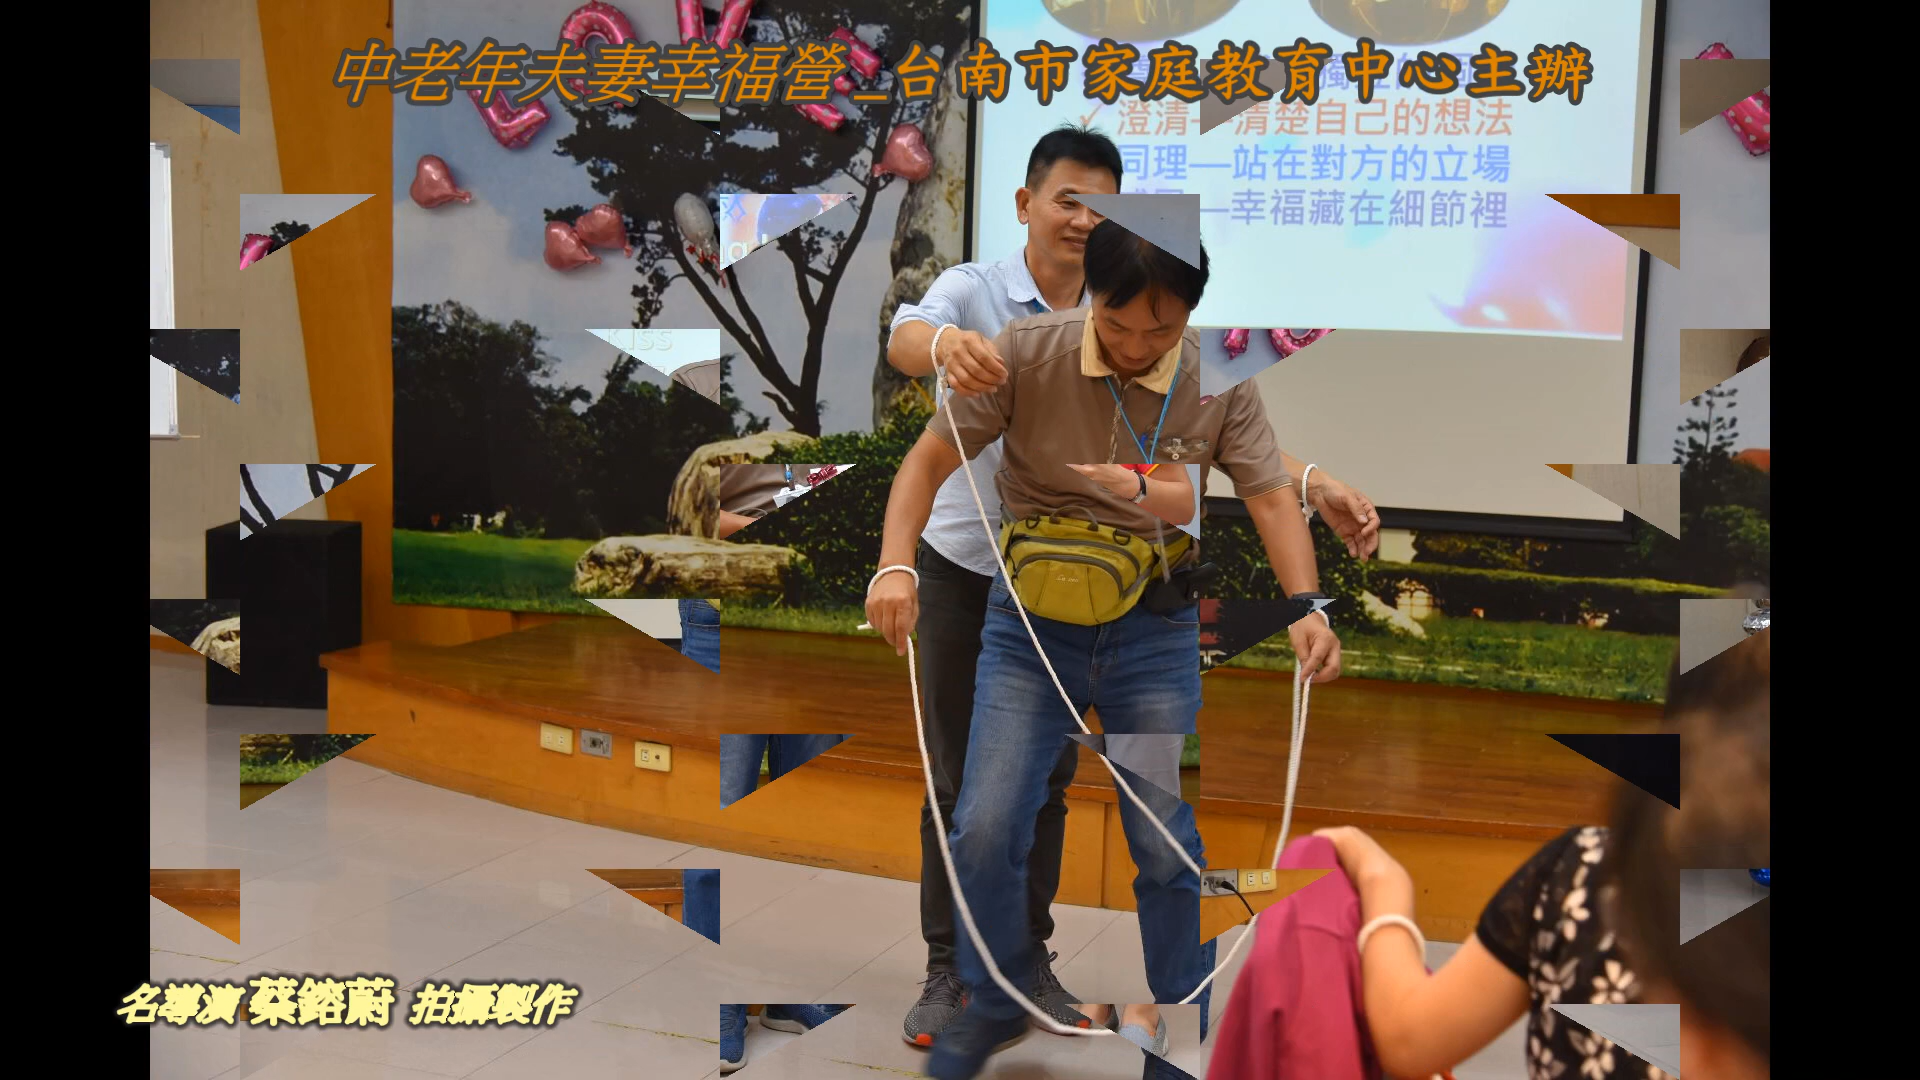 中老年夫妻幸福營_台南市家庭教育中心主辦
✓ 澄清—清楚自己的想法
同理—站在對方的立場
—幸福藏在細節裡
kiss
名導演 蔡鎔蔚 拍攝製作